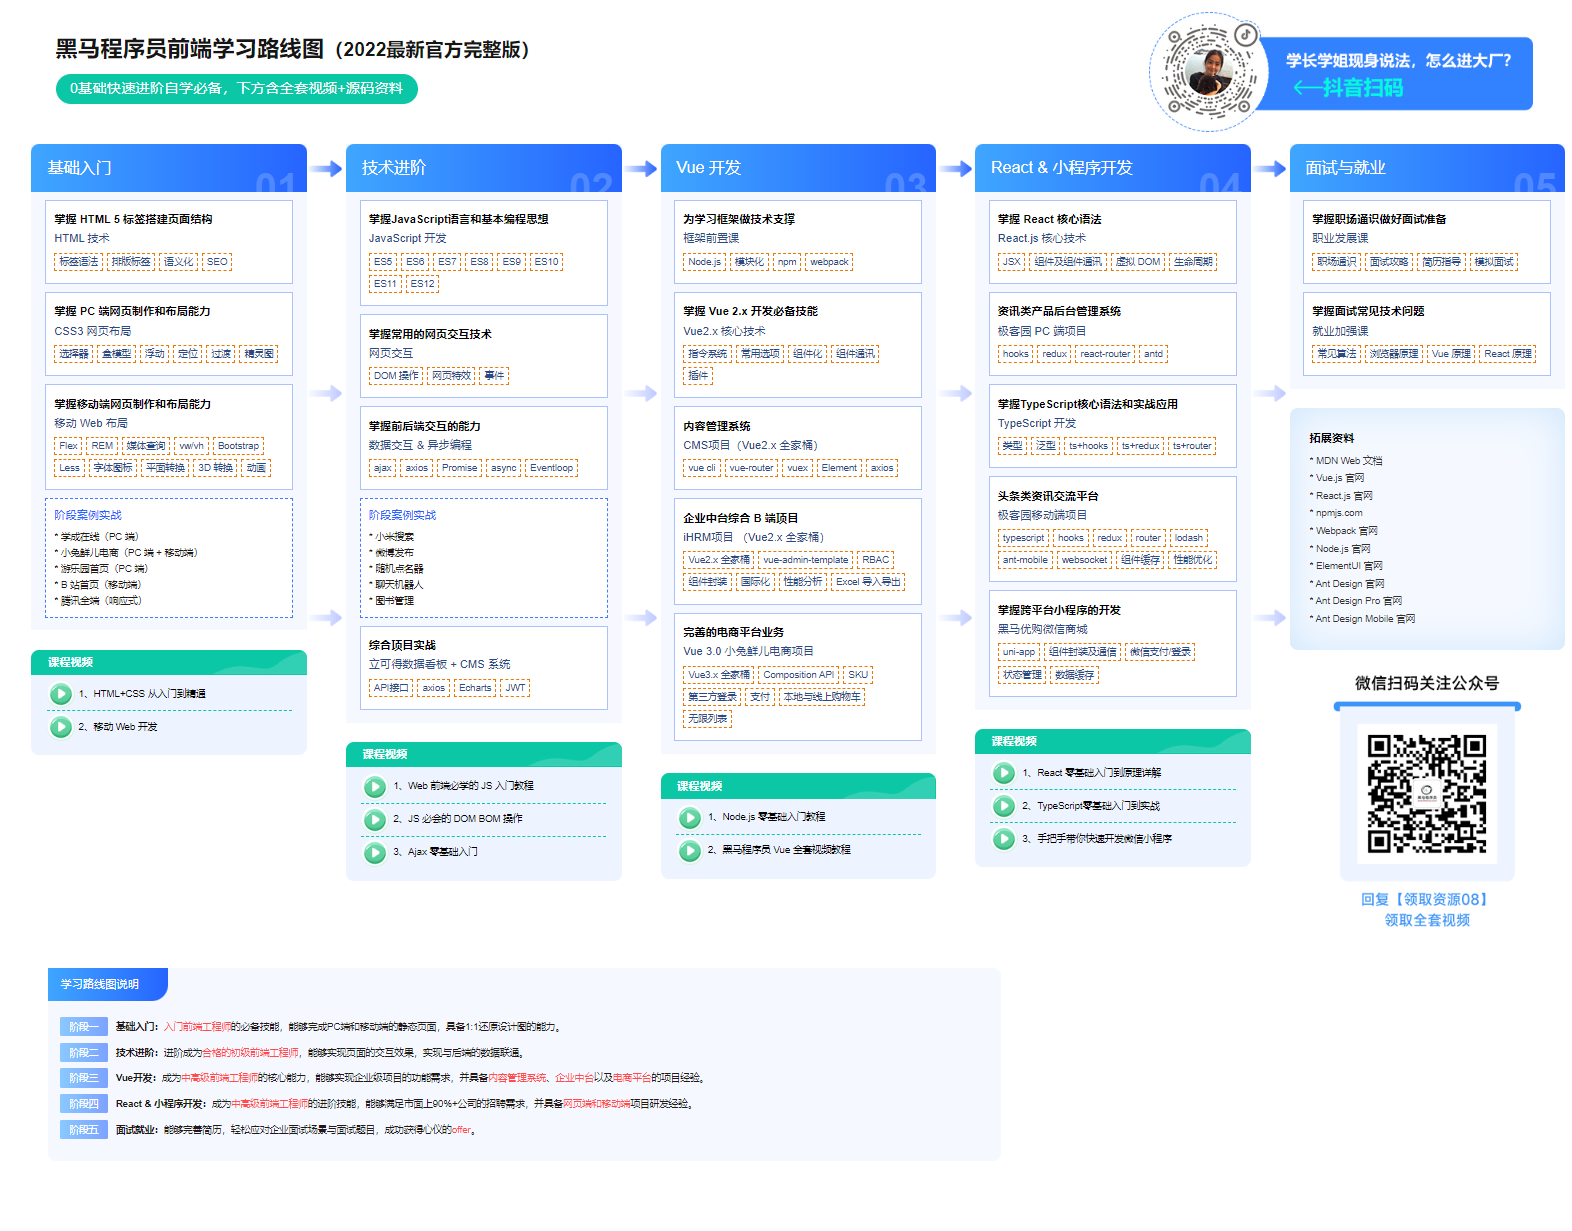 黑马程序员前端学习路线图（2022最新官方完整版）
0基础快速进阶自学必备，下方含全套视频+源码资料
学长学姐现身说法，怎么进大厂？
抖音扫码
基础入门
01
掌握 HTML 5 标签搭建页面结构
HTML 技术
标签语法 排版标签 语义化 SEO
掌握 PC 端网页制作和布局能力
CSS3 网页布局
选择器 盒模型 浮动 定位 过渡 精灵图
掌握移动端网页制作和布局能力
移动 Web 布局
Flex REM 媒体查询 vw/vh Bootstrap
Less 字体图标 平面转换 3D 转换 动画
阶段案例实战
* 学成在线（PC 端）
* 小兔鲜儿电商（PC 端 + 移动端）
* 游乐园首页（PC 端）
* B 站首页（移动端）
* 腾讯全端（响应式）
课程视频
1、HTML+CSS 从入门到精通
2、移动 Web 开发
技术进阶
02
掌握JavaScript语言和基本编程思想
JavaScript 开发
ES5 ES6 ES7 ES8 ES9 ES10
ES11 ES12
掌握常用的网页交互技术
网页交互
DOM 操作 网页特效 事件
掌握前后端交互的能力
数据交互 & 异步编程
ajax axios Promise async Eventloop
阶段案例实战
* 小米搜索
* 微博发布
* 随机点名器
* 聊天机器人
* 图书管理
综合项目实战
立可得数据看板 + CMS 系统
API接口 axios Echarts JWT
课程视频
1、Web 前端必学的 JS 入门教程
2、JS 必会的 DOM BOM 操作
3、Ajax 零基础入门
Vue 开发
03
为学习框架做技术支撑
框架前置课
Node.js 模块化 npm webpack
掌握 Vue 2.x 开发必备技能
Vue2.x 核心技术
指令系统 常用选项 组件化 组件通讯
插件
内容管理系统
CMS项目（Vue2.x 全家桶）
vue cli vue-router vuex Element axios
企业中台综合 B 端项目
iHRM项目 （Vue2.x 全家桶）
Vue2.x 全家桶 vue-admin-template RBAC
组件封装 国际化 性能分析 Excel 导入导出
完善的电商平台业务
Vue 3.0 小兔鲜儿电商项目
Vue3.x 全家桶 Composition API SKU
第三方登录 支付 本地与线上购物车
无限列表
课程视频
1、Node.js 零基础入门教程
2、黑马程序员 Vue 全套视频教程
React & 小程序开发
04
掌握 React 核心语法
React.js 核心技术
JSX 组件及组件通讯 虚拟 DOM 生命周期
资讯类产品后台管理系统
极客园 PC 端项目
hooks redux react-router antd
掌握TypeScript核心语法和实战应用
TypeScript 开发
类型 泛型 ts+hooks ts+redux ts+router
头条类资讯交流平台
极客园移动端项目
typescript hooks redux router lodash
ant-mobile websocket 组件缓存 性能优化
掌握跨平台小程序的开发
黑马优购微信商城
uni-app 组件封装及通信 微信支付/登录
状态管理 数据缓存
课程视频
1、React 零基础入门到原理详解
2、TypeScript零基础入门到实战
3、手把手带你快速开发微信小程序
面试与就业
05
掌握职场通识做好面试准备
职业发展课
职场通识 面试攻略 简历指导 模拟面试
掌握面试常见技术问题
就业加强课
常见算法 浏览器原理 Vue 原理 React 原理
拓展资料
* MDN Web 文档
* Vue.js 官网
* React.js 官网
* npmjs.com
* Webpack 官网
* Node.js 官网
* ElementUI 官网
* Ant Design 官网
* Ant Design Pro 官网
* Ant Design Mobile 官网
微信扫码关注公众号
回复【领取资源08】
领取全套视频
学习路线图说明
阶段一 基础入门：入门前端工程师的必备技能，能够完成PC端和移动端的静态页面，具备1:1还原设计图的能力。
阶段二 技术进阶：进阶成为合格的初级前端工程师，能够实现页面的交互效果，实现与后端的数据联通。
阶段三 Vue开发：成为中高级前端工程师的核心能力，能够实现企业级项目的功能需求，并具备内容管理系统、企业中台以及电商平台的项目经验。
阶段四 React & 小程序开发：成为中高级前端工程师的进阶技能，能够满足市面上90%+公司的招聘需求，并具备网页端和移动端项目研发经验。
阶段五 面试就业：能够完善简历，轻松应对企业面试场景与面试题目，成功获得心仪的offer。